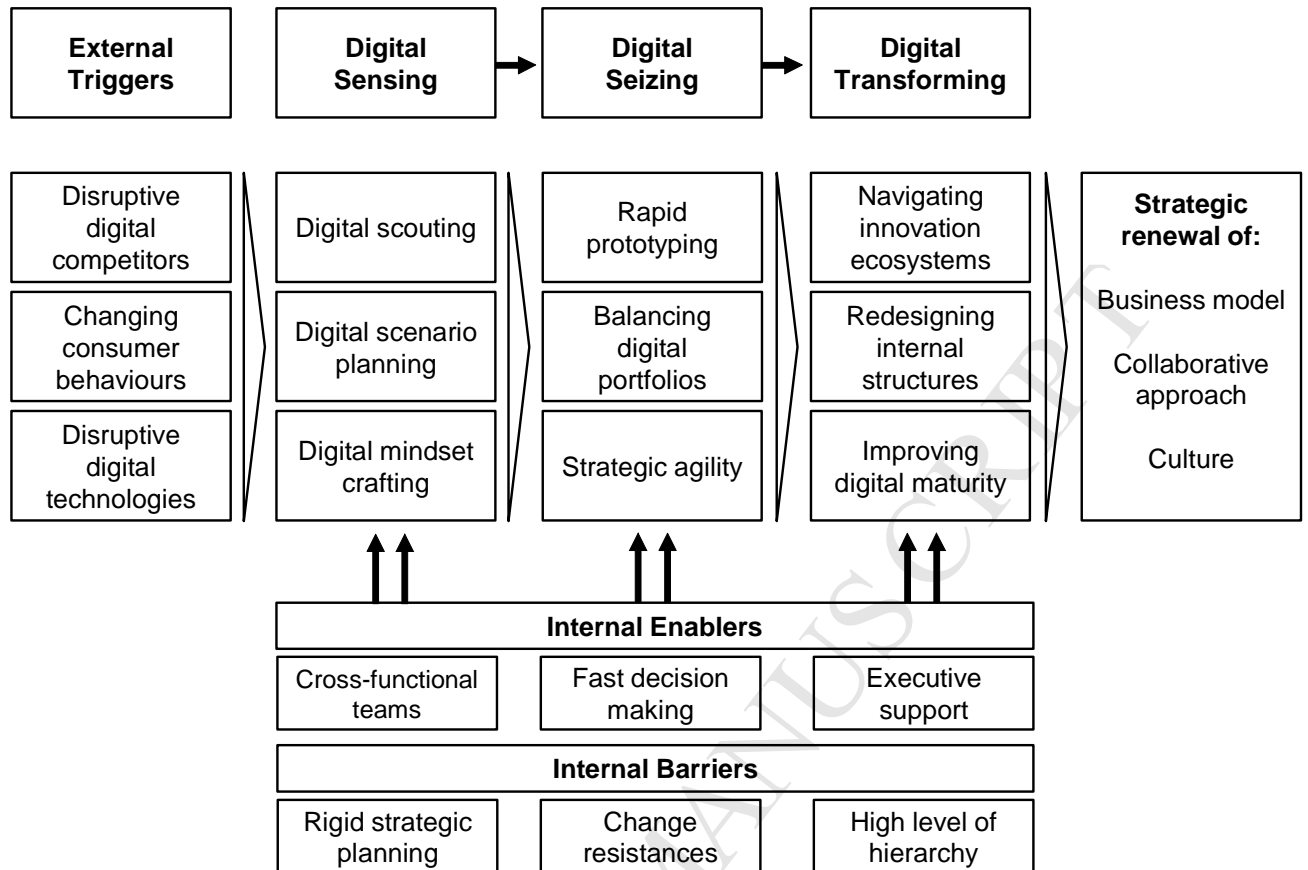 External
Triggers
Digital
Sensing
Digital
Seizing
Digital
Transforming
Disruptive
digital
competitors
Changing
consumer
behaviours
Disruptive
digital
technologies
Digital scouting
Digital scenario
planning
Digital mindset
crafting
Rapid
prototyping
Balancing
digital
portfolios
Strategic agility
Navigating
innovation
ecosystems
Redesigning
internal
structures
Improving
digital maturity
Strategic
renewal of:
Business model
Collaborative
approach
Culture
Internal Enablers
Cross-functional
teams
Fast decision
making
Executive
support
Internal Barriers
Rigid strategic
planning
Change
resistances
High level of
hierarchy
MANUSCRIPT